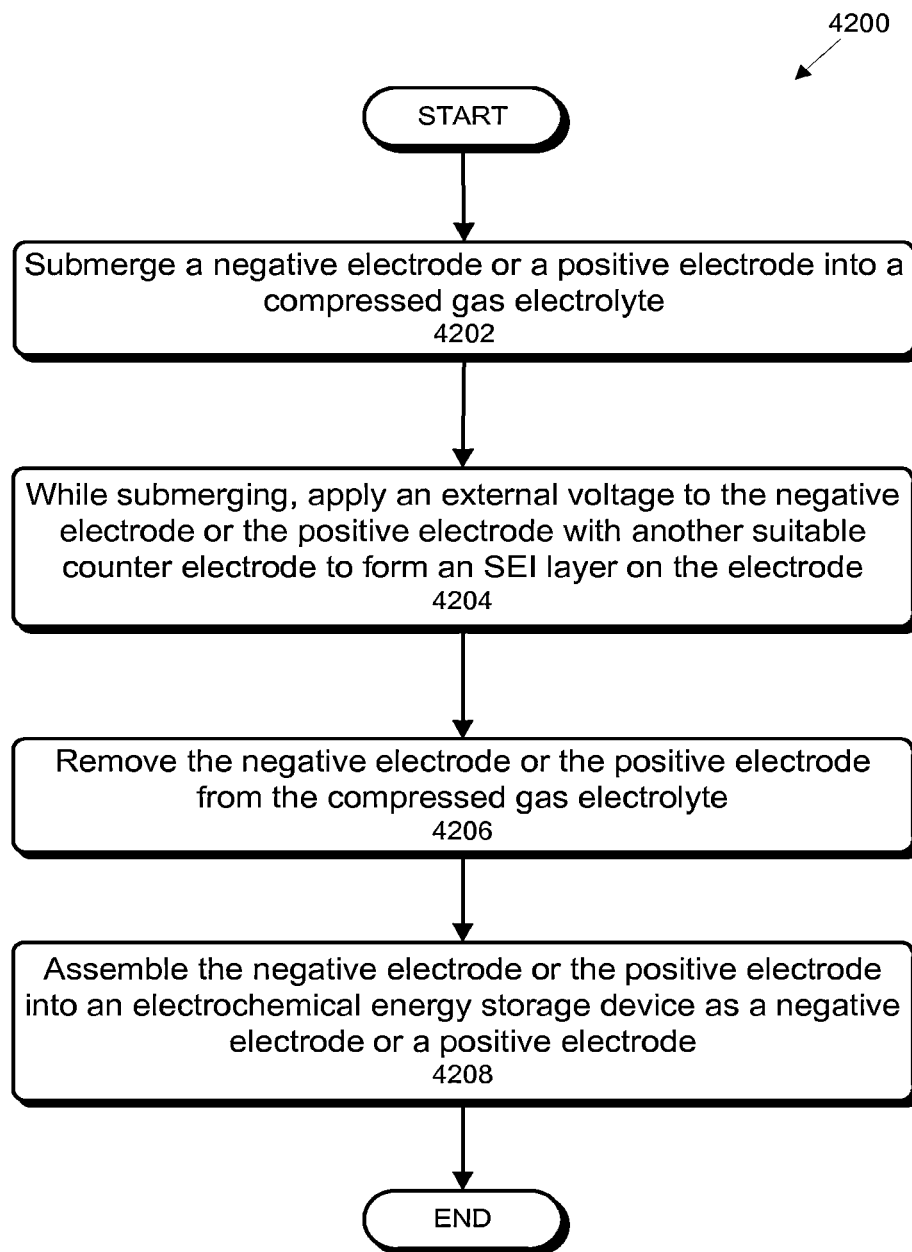 4200
START
Submerge a negative electrode or a positive electrode into a
compressed gas electrolyte
4202
While submerging, apply an external voltage to the negative
electrode or the positive electrode with another suitable
counter electrode to form an SEI layer on the electrode
4204
Remove the negative electrode or the positive electrode
from the compressed gas electrolyte
4206
Assemble the negative electrode or the positive electrode
into an electrochemical energy storage device as a negative
electrode or a positive electrode
4208
END